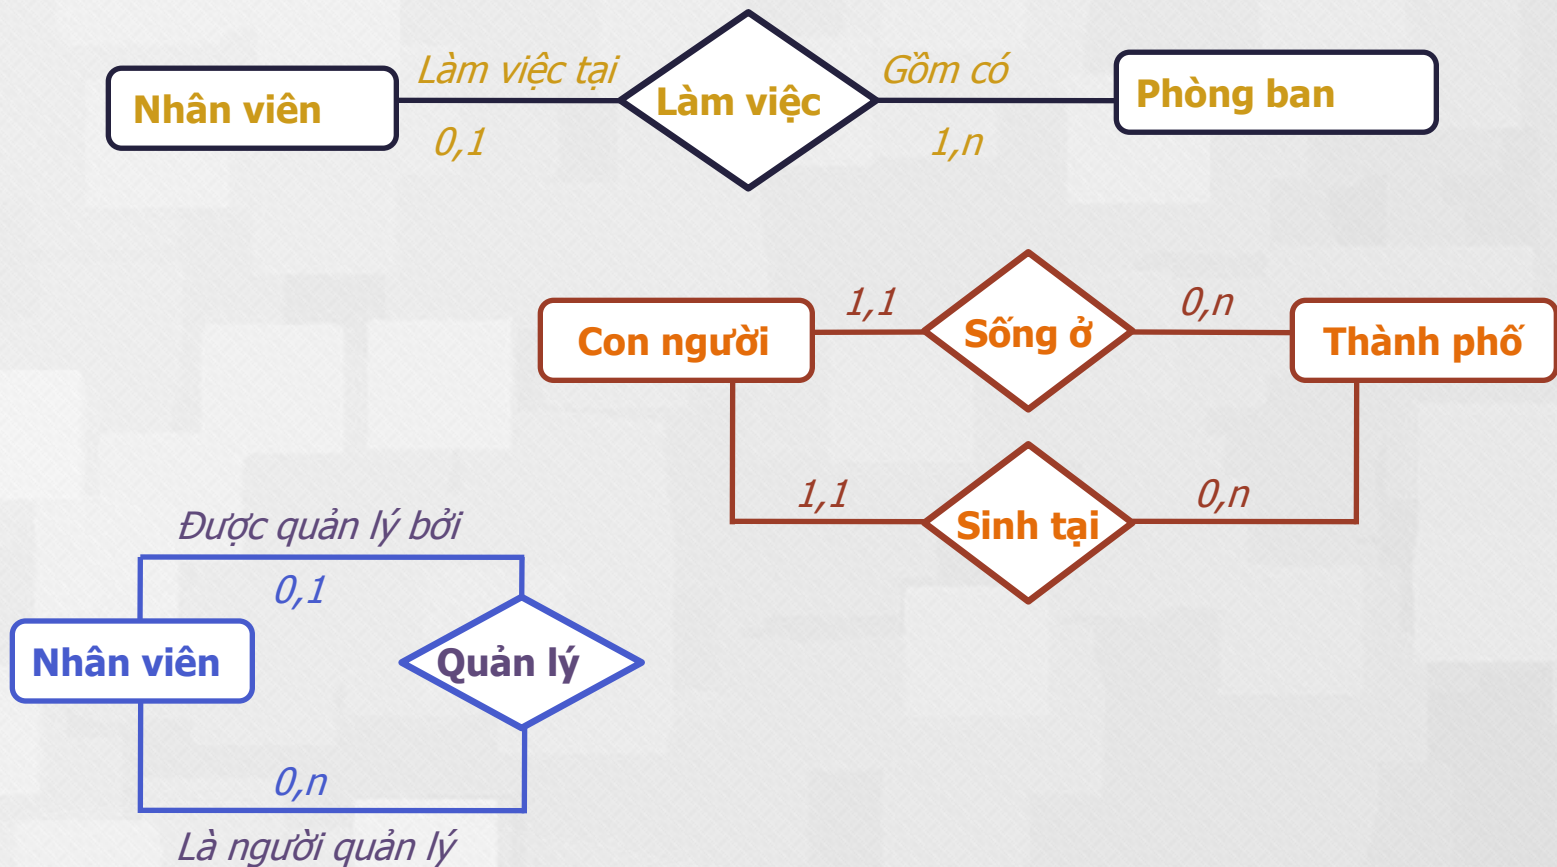 Làm việc tại
Gồm có
Nhân viên
Làm việc
Phòng ban
0,1
1,n
1,1
0,n
Con người
Sống ở
Thành phố
1,1
0,n
Sinh tại
Được quản lý bởi
0,1
Nhân viên
Quản lý
0,n
Là người quản lý